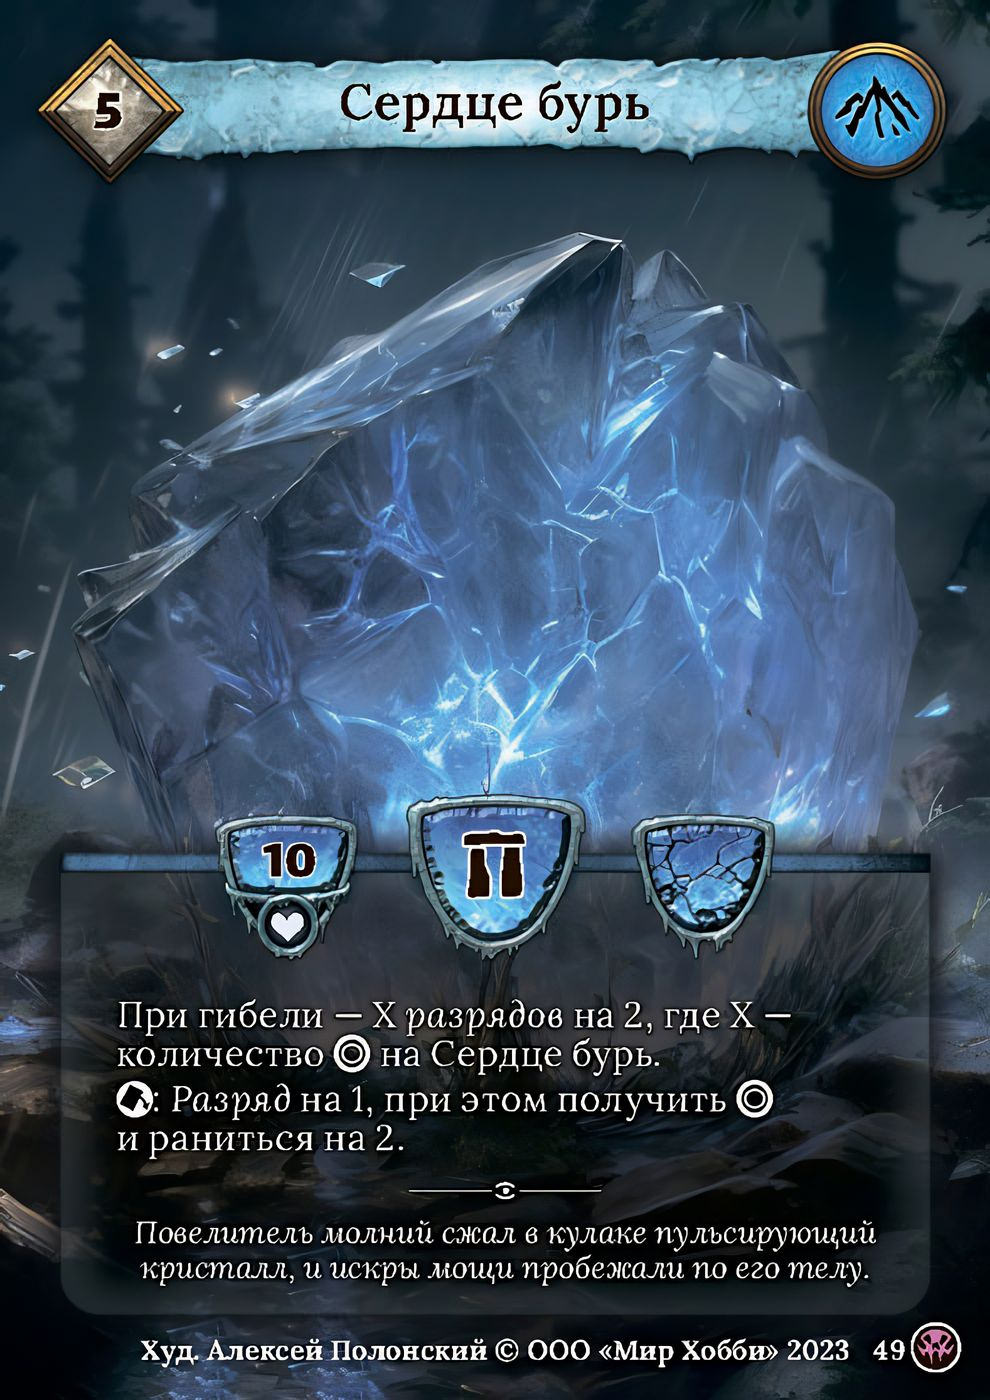 5
Сердце бурь
10
При гибели — X разрядов на 2, где X —
количество на Сердце бурь.
: Разряд на 1, при этом получить
и раниться на 2.
Повелитель молний сжал в кулаке пульсирующий
кристалл, и искры мощи пробежали по его телу.
Худ. Алексей Полонский © ООО «Мир Хобби» 2023 49